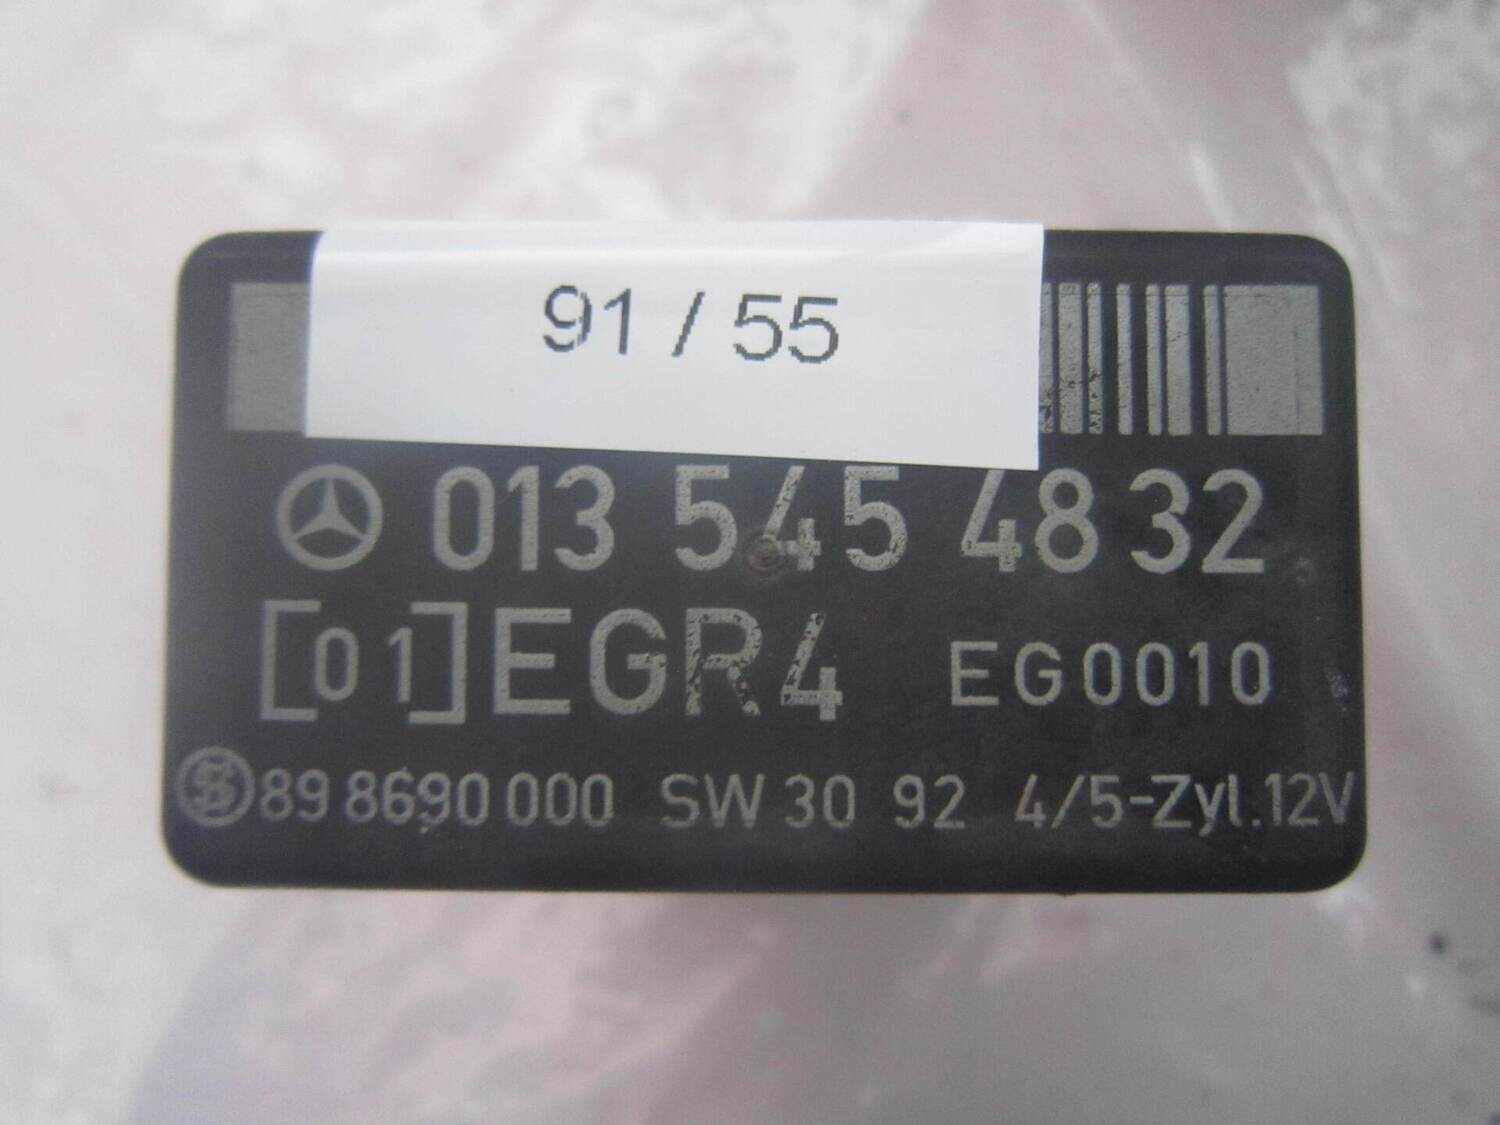 91 / 55
013 545 48 32
[01] EGR4 EG0010
89 8690 000 SW 30 92 4/5-Zyl.12V